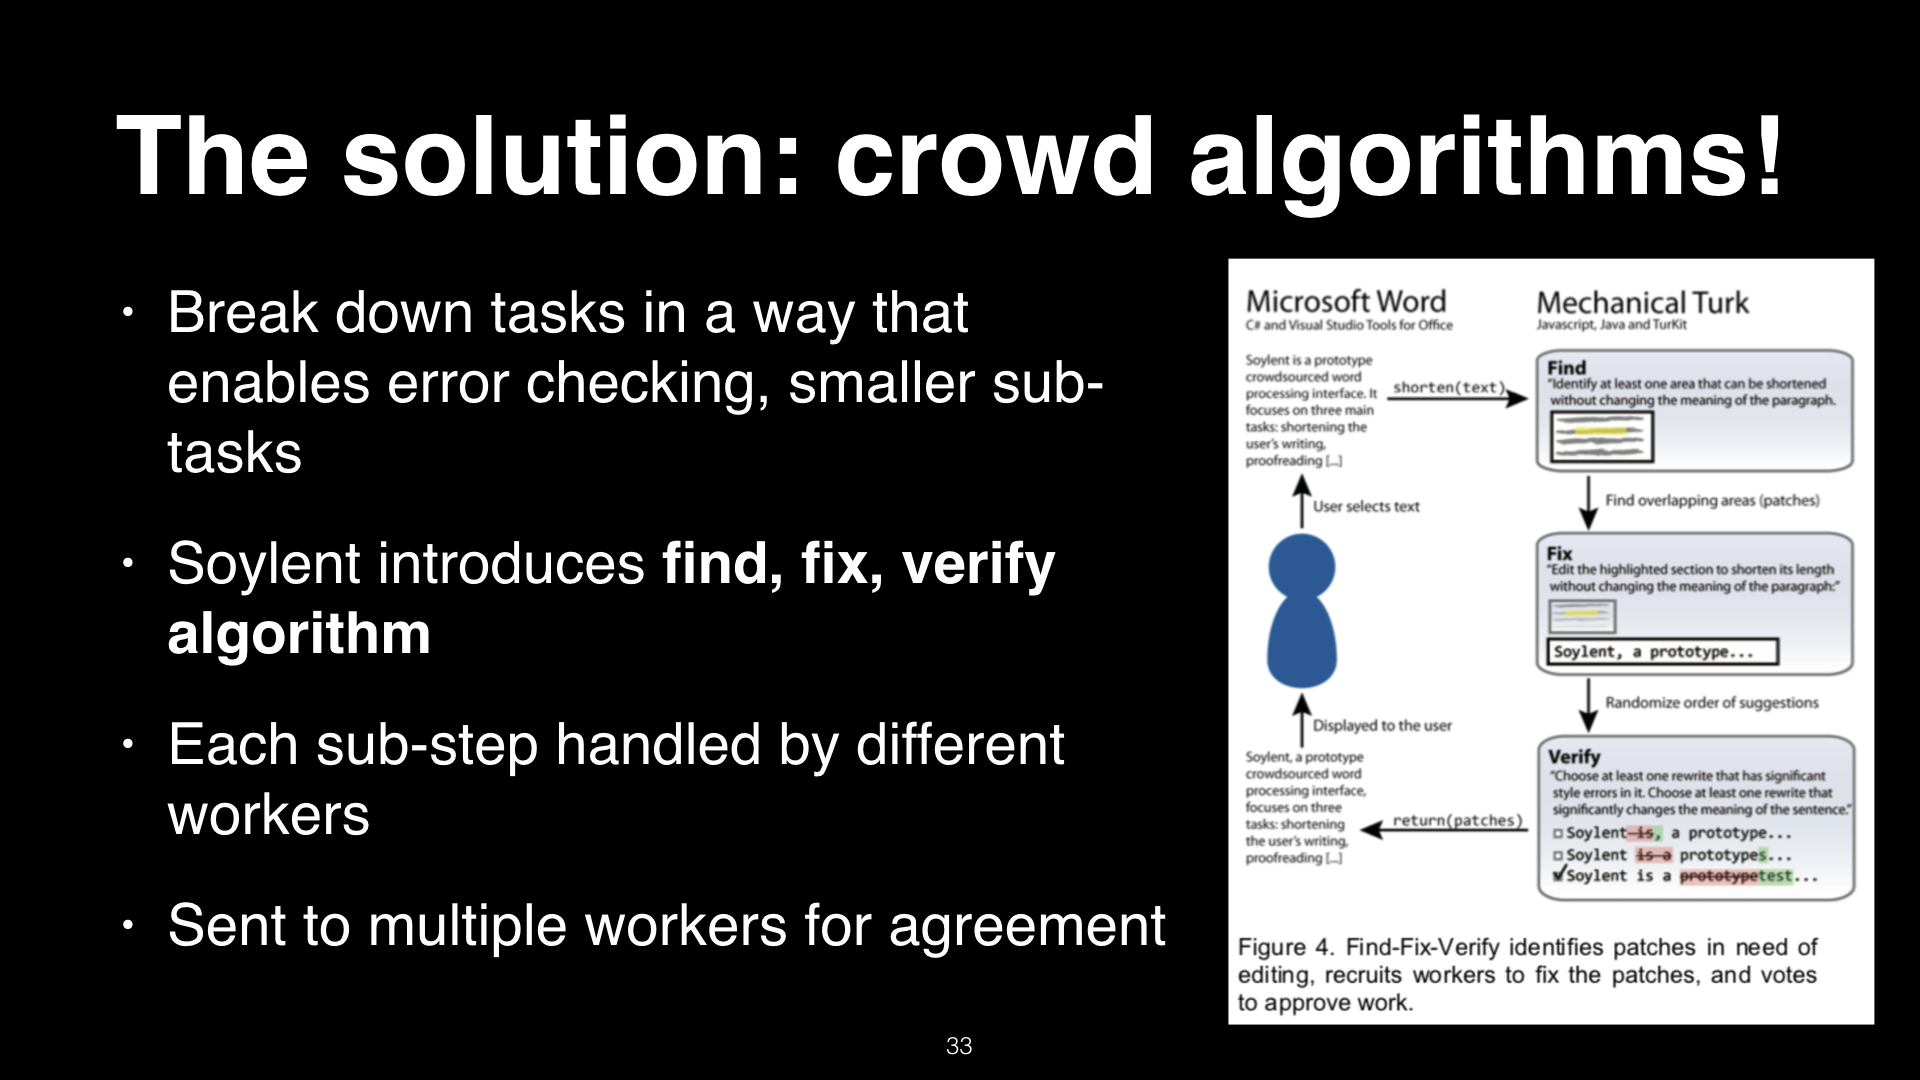 The solution: crowd algorithms!
• Break down tasks in a way that
enables error checking, smaller sub-
tasks
• Soylent introduces find, fix, verify
algorithm
• Each sub-step handled by different
workers
• Sent to multiple workers for agreement
Microsoft Word
C# and Visual Studio Tools for Office
Soylent is a prototype
crowdsourced word
processing interface. It
focuses on three main
tasks: shortening the
user's writing,
proofreading [...]
shorten(text)
User selects text
Displayed to the user
Soylent, a prototype
crowdsourced word
processing interface,
focuses on three
tasks: shortening
the user's writing,
proofreading [...]
return(patches)
Mechanical Turk
Javascript, Java and TurKit
Find
"Identify at least one area that can be shortened
without changing the meaning of the paragraph.
Find overlapping areas (patches)
Fix
"Edit the highlighted section to shorten its length
without changing the meaning of the paragraph."
Soylent, a prototype...
Randomize order of suggestions
Verify
"Choose at least one rewrite that has significant
style errors in it. Choose at least one rewrite that
significantly changes the meaning of the sentence."
Soylent is, a prototype...
Soylent is a prototypes...
Soylent is a prototypetest...
Figure 4. Find-Fix-Verify identifies patches in need of
editing, recruits workers to fix the patches, and votes
to approve work.
33